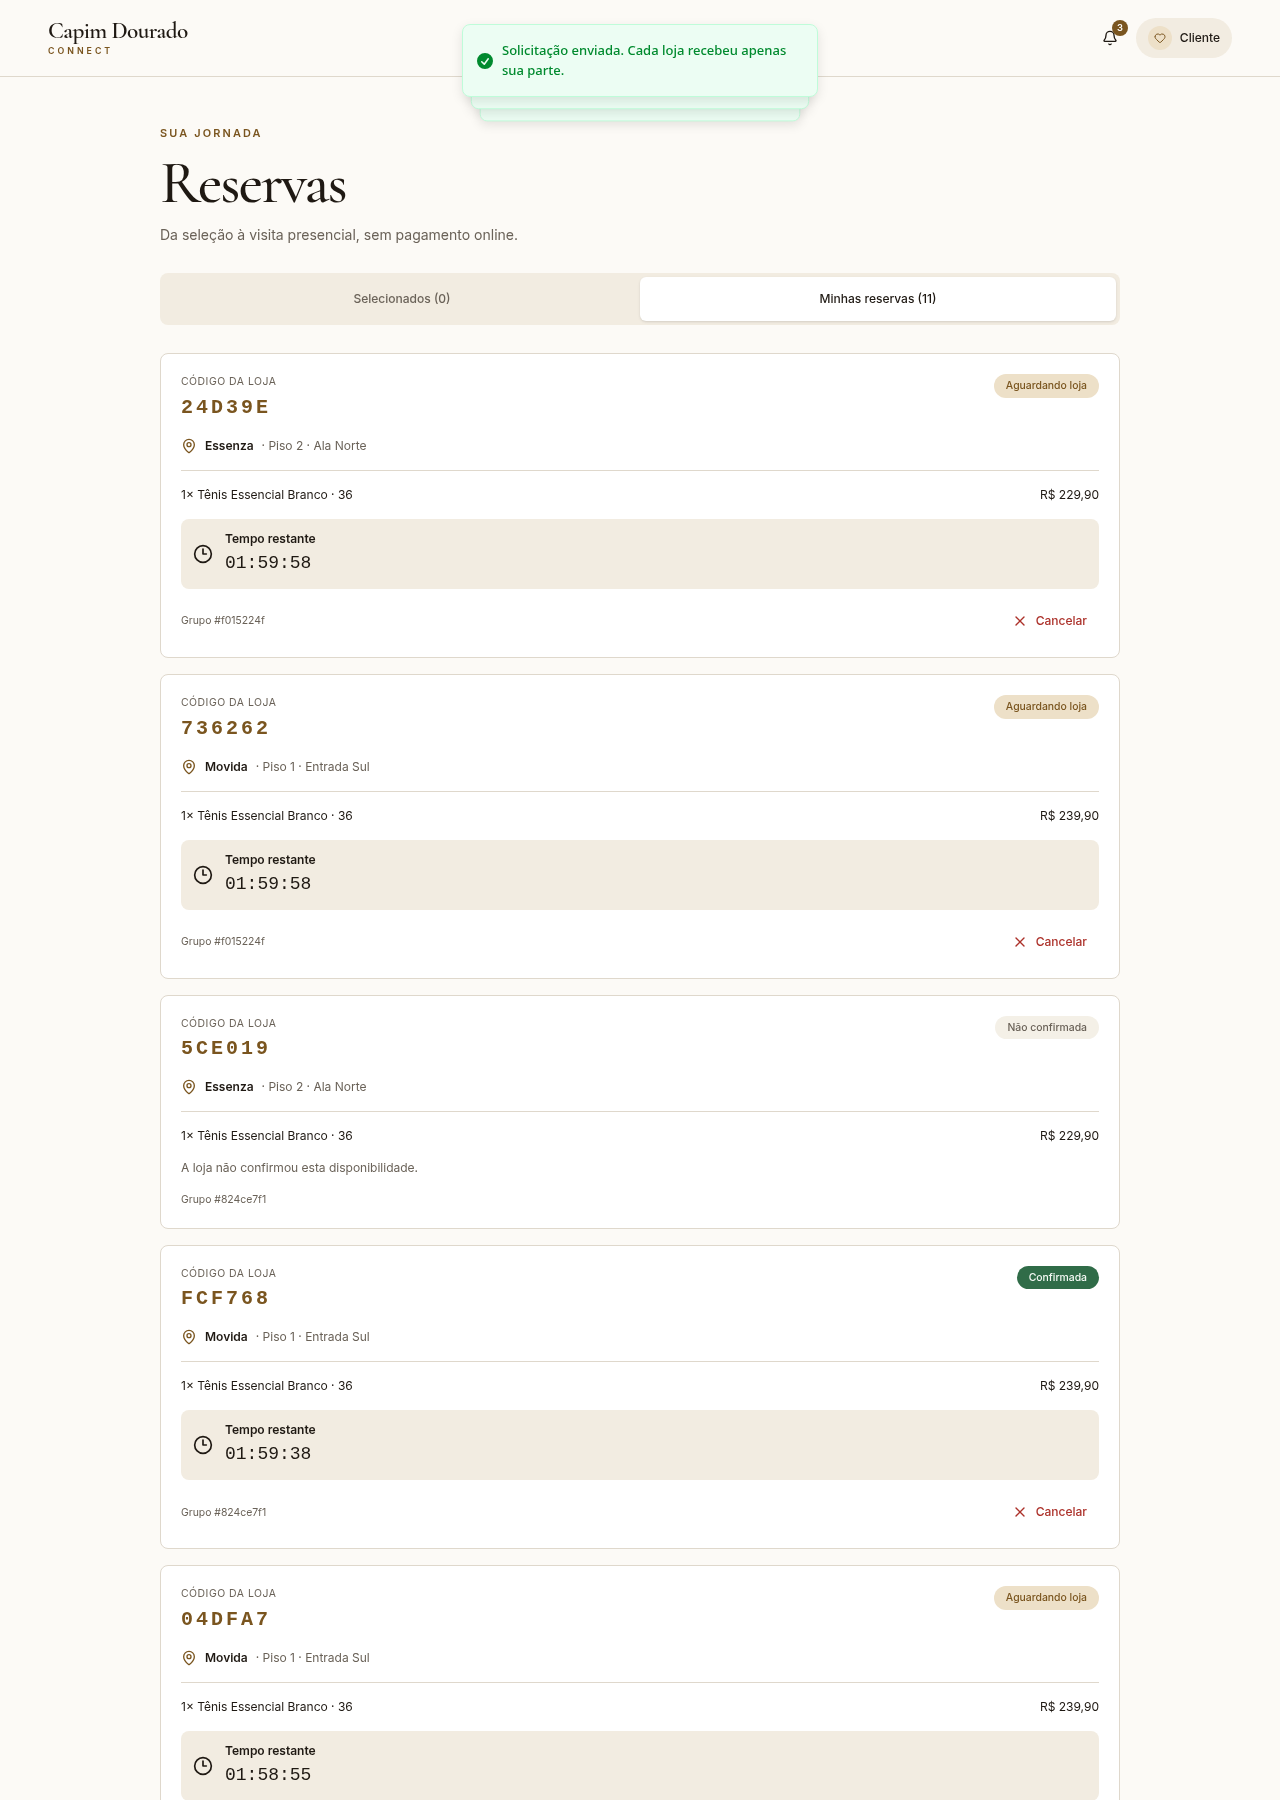 Capim Dourado
CONNECT
3
Cliente
Solicitação enviada. Cada loja recebeu apenas
sua parte.
SUA JORNADA
Reservas
Da seleção à visita presencial, sem pagamento online.
Selecionados (0)
Minhas reservas (11)
CÓDIGO DA LOJA
Aguardando loja
24D39E
Essenza · Piso 2 · Ala Norte
1× Tênis Essencial Branco · 36
R$ 229,90
Tempo restante
01:59:58
Grupo #f015224f
Cancelar
CÓDIGO DA LOJA
Aguardando loja
736262
Movida · Piso 1 · Entrada Sul
1× Tênis Essencial Branco · 36
R$ 239,90
Tempo restante
01:59:58
Grupo #f015224f
Cancelar
CÓDIGO DA LOJA
Não confirmada
5CE019
Essenza · Piso 2 · Ala Norte
1× Tênis Essencial Branco · 36
R$ 229,90
A loja não confirmou esta disponibilidade.
Grupo #824ce7f1
CÓDIGO DA LOJA
Confirmada
FCF768
Movida · Piso 1 · Entrada Sul
1× Tênis Essencial Branco · 36
R$ 239,90
Tempo restante
01:59:38
Grupo #824ce7f1
Cancelar
CÓDIGO DA LOJA
Aguardando loja
04DFA7
Movida · Piso 1 · Entrada Sul
1× Tênis Essencial Branco · 36
R$ 239,90
Tempo restante
01:58:55